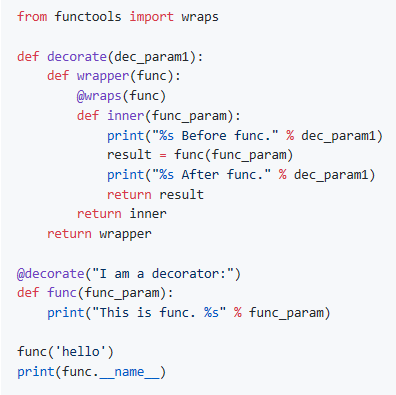 from functools import wraps

def decorate(dec_param1):
    def wrapper(func):
        @wraps(func)
        def inner(func_param):
            print("%s Before func." % dec_param1)
            result = func(func_param)
            print("%s After func." % dec_param1)
            return result
        return inner
    return wrapper

@decorate("I am a decorator:")
def func(func_param):
    print("This is func. %s" % func_param)

func('hello')
print(func.__name__)